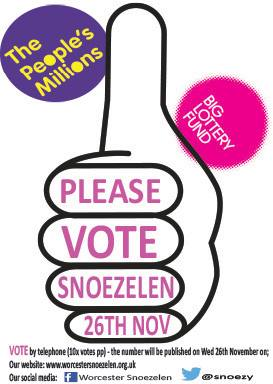 The
People's
Millions
BIG
LOTTERY
FUND
PLEASE
VOTE
SNOEZELEN
26TH NOV
VOTE by telephone (10x votes pp) - the number will be published on Wed 26th November on;
Our website: www.worcestersnoezelen.org.uk
Our social media: f Worcester Snoezelen @snoezy